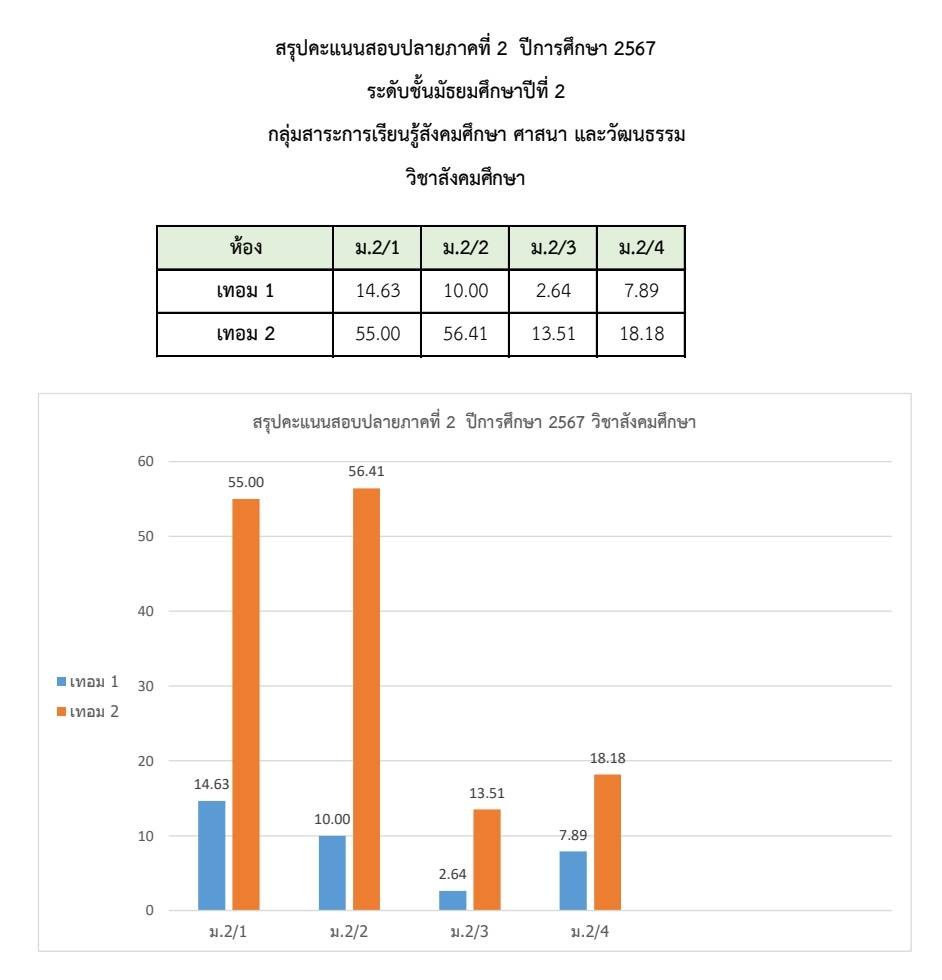 สรุปคะแนนสอบปลายภาคที่ 2 ปีการศึกษา 2567
ระดับชั้นมัธยมศึกษาปีที่ 2
กลุ่มสาระการเรียนรู้สังคมศึกษา ศาสนา และวัฒนธรรม
วิชาสังคมศึกษา
ห้อง ม.2/1 ม.2/2 ม.2/3 ม.2/4
เทอม 1 14.63 10.00 2.64 7.89
เทอม 2 55.00 56.41 13.51 18.18
สรุปคะแนนสอบปลายภาคที่ 2 ปีการศึกษา 2567 วิชาสังคมศึกษา
60
56.41
55.00
50
40
เทอม 1
30
เทอม 2
20
18.18
14.63
13.51
10.00
10
7.89
2.64
0
ม.2/1 ม.2/2 ม.2/3 ม.2/4